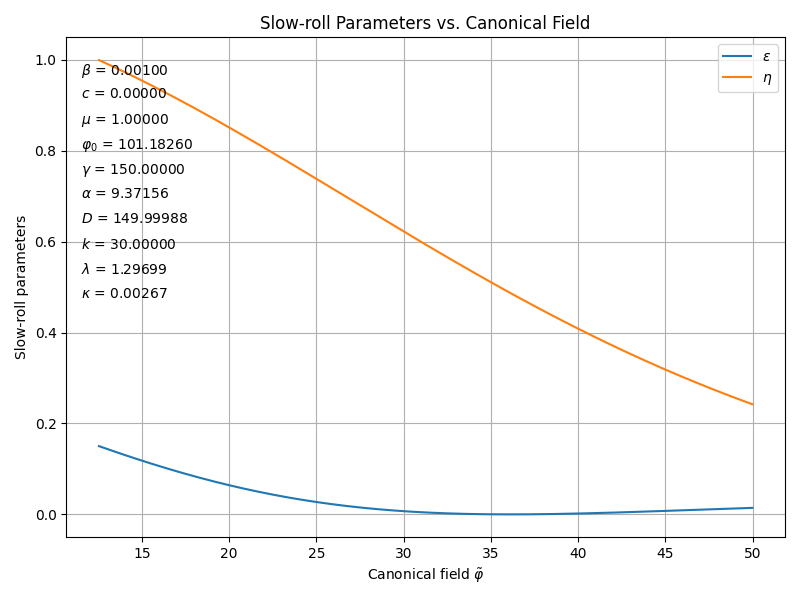 Slow-roll Parameters vs. Canonical Field
1.0
0.8
0.6
0.4
0.2
0.0
Slow-roll parameters
β = 0.00100
c = 0.00000
μ = 1.00000
φ₀ = 101.18260
γ = 150.00000
α = 9.37156
D = 149.99988
k = 30.00000
λ = 1.29699
κ = 0.00267
ε
η
15 20 25 30 35 40 45 50
Canonical field φ̃